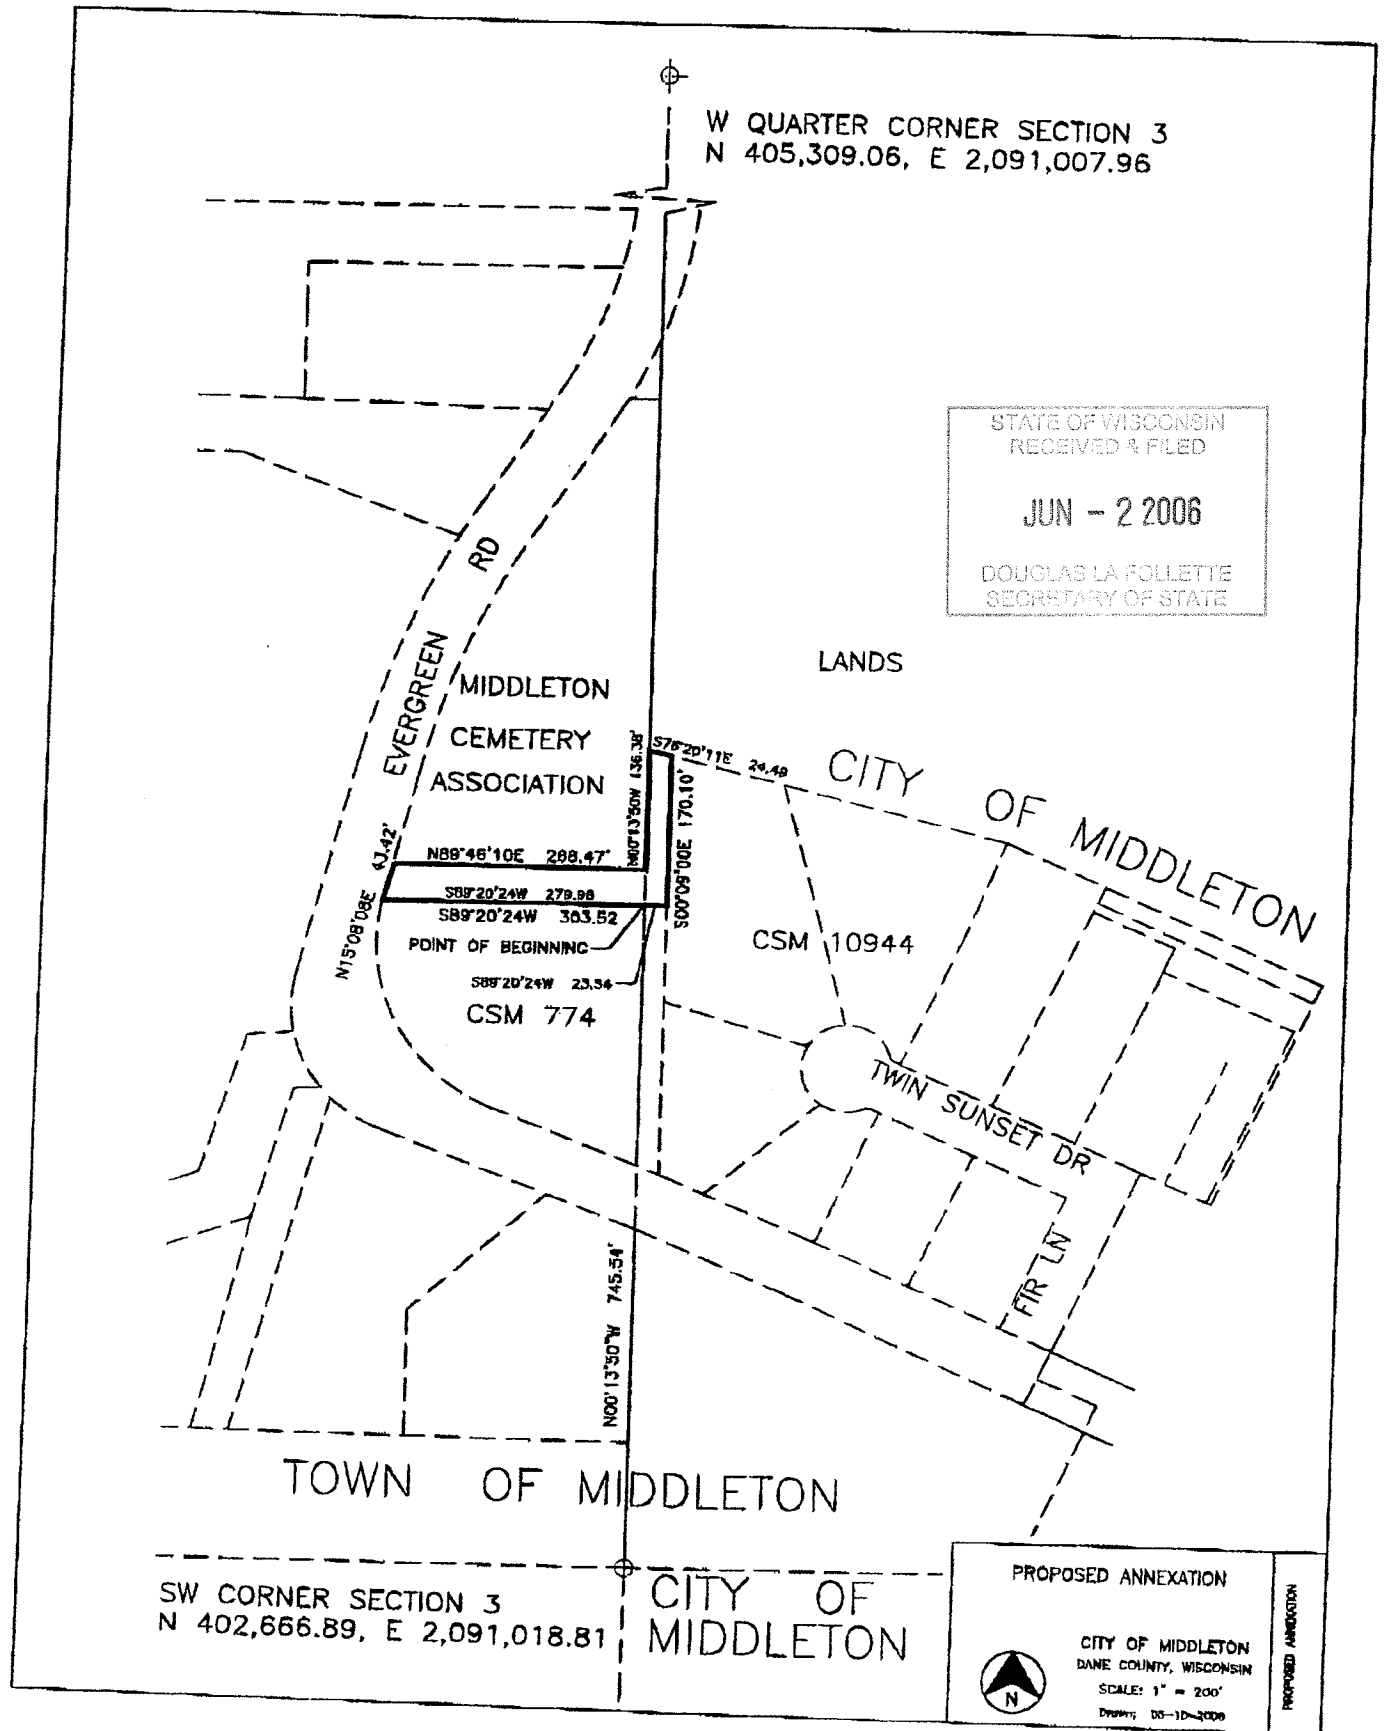 W QUARTER CORNER SECTION 3
N 405,309.06, E 2,091,007.96
STATE OF WISCONSIN
RECEIVED & FILED
JUN - 2 2006
DOUGLAS LA FOLLETTE
SECRETARY OF STATE
EVERGREEN RD
LANDS
MIDDLETON
CEMETERY
ASSOCIATION
CITY OF MIDDLETON
S76°20'11E 24.49
N00°13'50W 136.38'
S00°09'00E 170.10'
N89°46'10E 268.47'
N15°08'08E 43.42'
S89°20'24W 279.98
S89°20'24W 303.52
POINT OF BEGINNING
S89°20'24W 23.54
CSM 774
CSM 10944
TWIN SUNSET DR
FIR LN
N00°13'50"W 745.54'
TOWN OF MIDDLETON
SW CORNER SECTION 3
N 402,666.89, E 2,091,018.81
CITY OF
MIDDLETON
PROPOSED ANNEXATION
CITY OF MIDDLETON
DANE COUNTY, WISCONSIN
SCALE: 1" = 200'
Drawn:
N
PROPOSED ANNEXATION